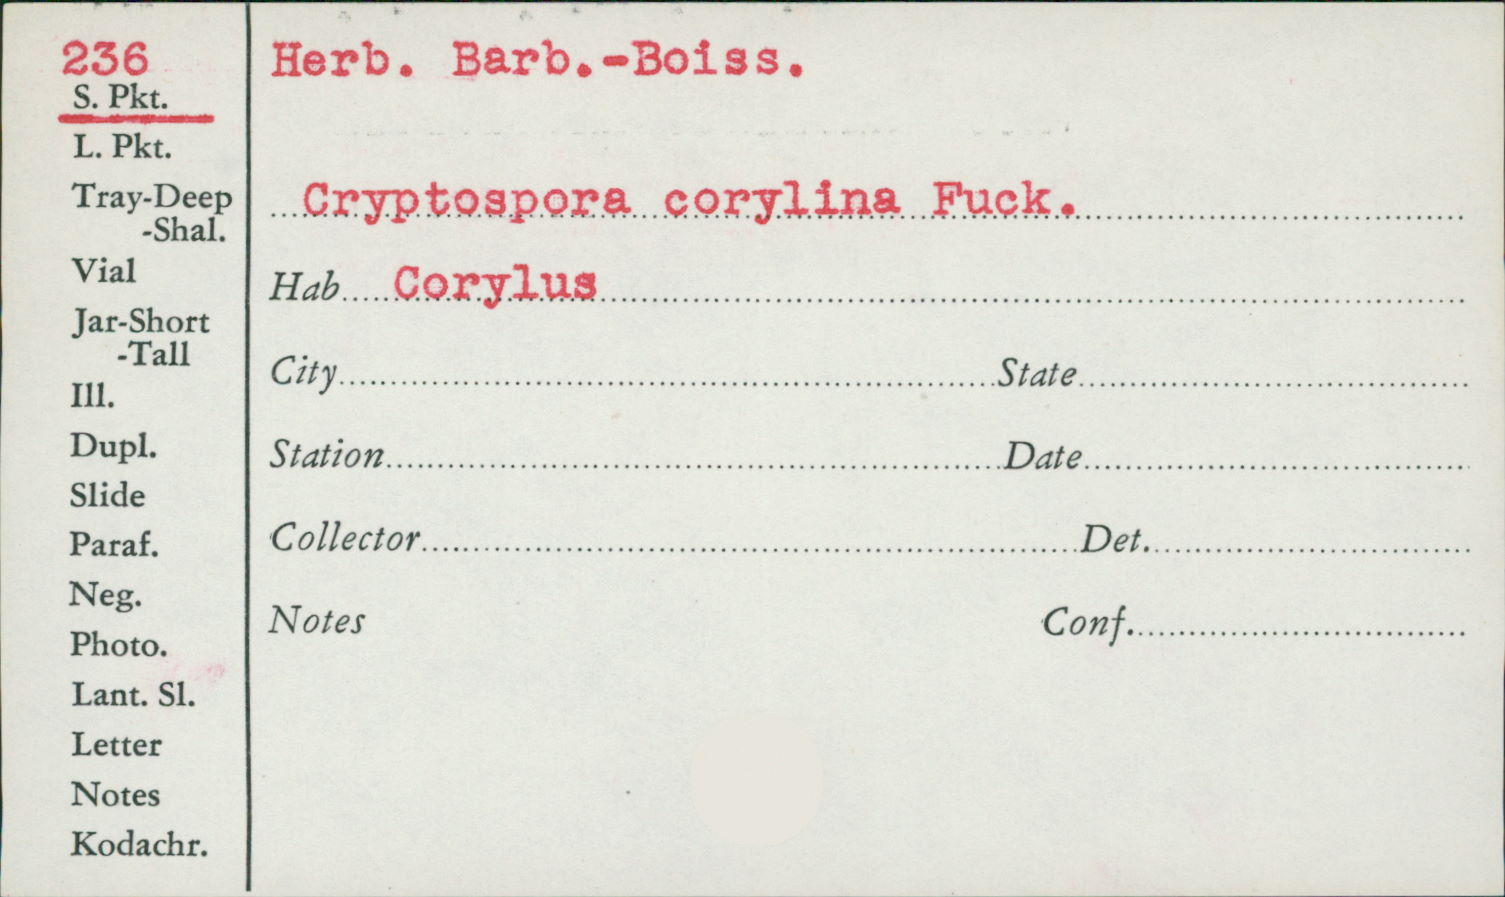 236
S. Pkt.
L. Pkt.
Tray-Deep
-Shal.
Vial
Jar-Short
-Tall
Ill.
Dupl.
Slide
Paraf.
Neg.
Photo.
Lant. Sl.
Letter
Notes
Kodachr.
Herb. Barb.-Boiss.
Cryptospora corylina Fuck.
Hab Corylus
City State
Station Date
Collector Det.
Notes Conf.